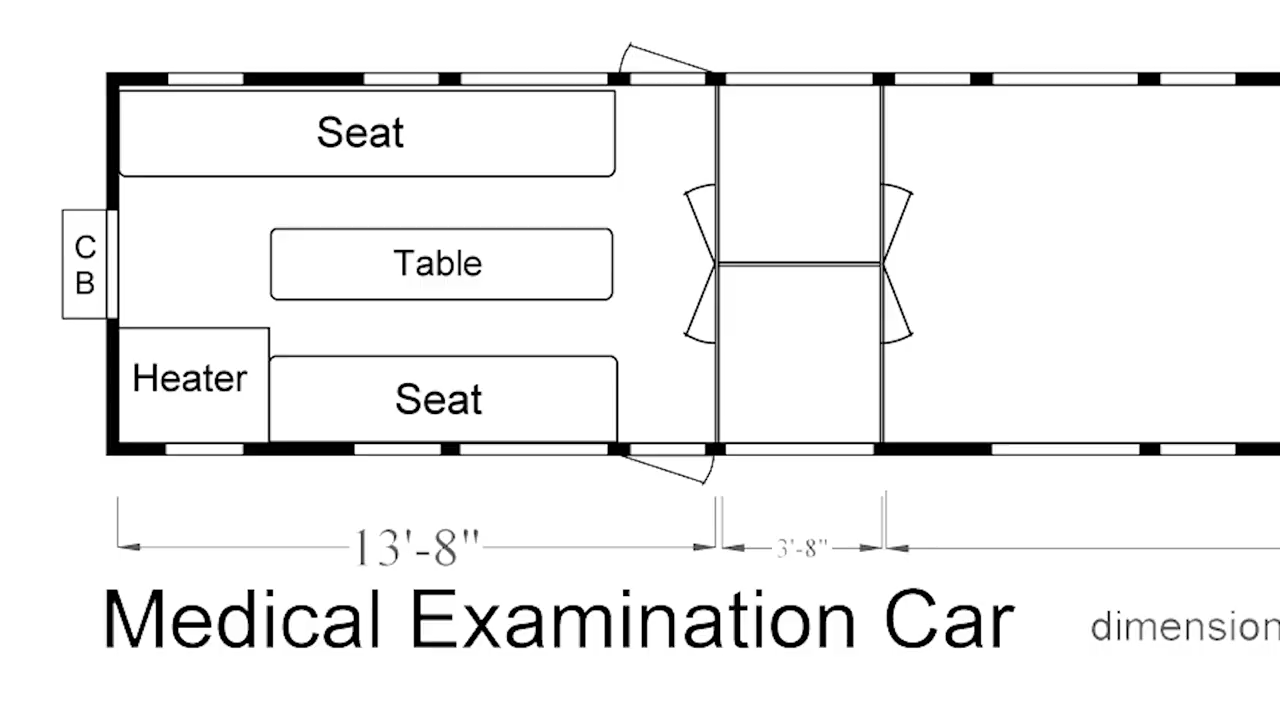 Seat
C
B
Table
Heater
Seat
13'-8"
3'-8"
Medical Examination Car
dimension